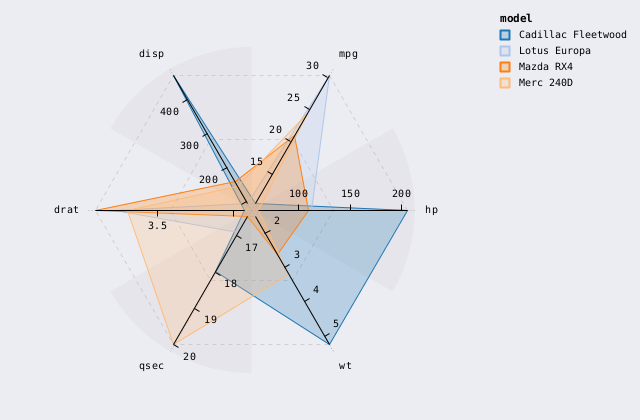 model
Cadillac Fleetwood
Lotus Europa
Mazda RX4
Merc 240D
disp
mpg
30
25
400
20
300
15
200
100
150
200
drat
hp
3.5
2
17
3
18
4
19
5
20
qsec
wt